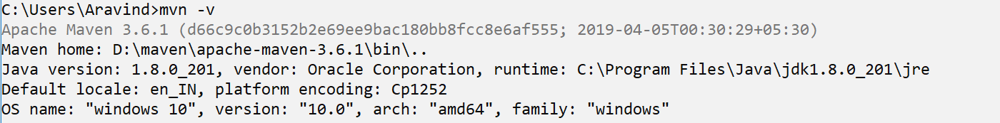 C:\Users\Aravind>mvn -v
Apache Maven 3.6.1 (d66c9c0b3152b2e69ee9bac180bb8fcc8e6af555; 2019-04-05T00:30:29+05:30)
Maven home: D:\maven\apache-maven-3.6.1\bin\..
Java version: 1.8.0_201, vendor: Oracle Corporation, runtime: C:\Program Files\Java\jdk1.8.0_201\jre
Default locale: en_IN, platform encoding: Cp1252
OS name: "windows 10", version: "10.0", arch: "amd64", family: "windows"